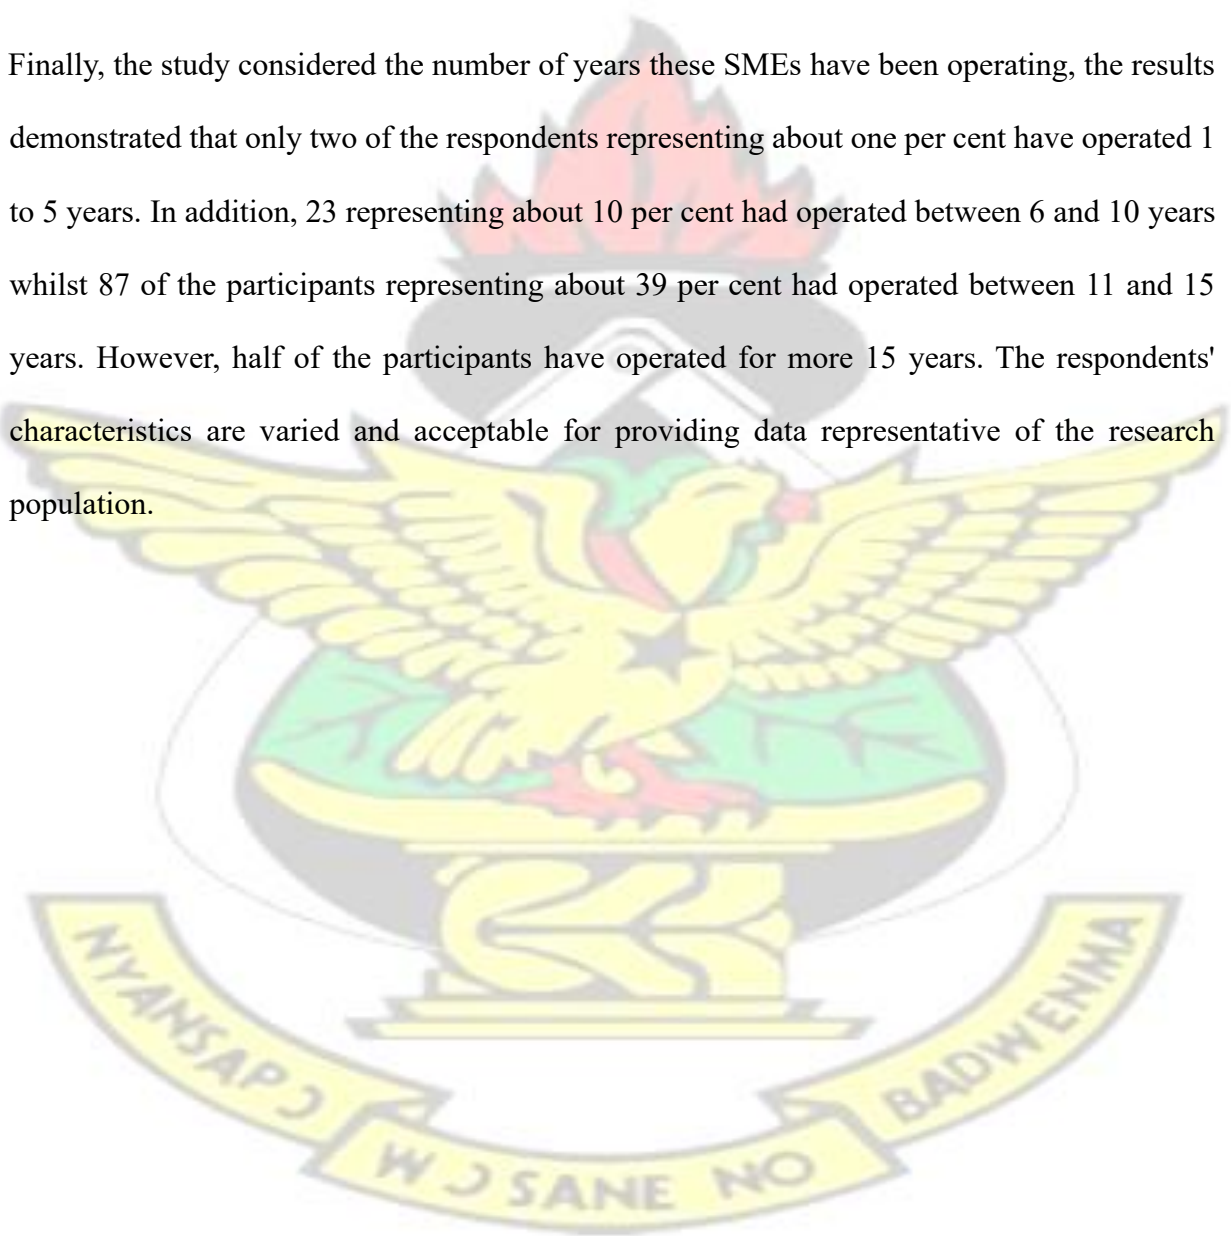 Finally, the study considered the number of years these SMEs have been operating, the results
demonstrated that only two of the respondents representing about one per cent have operated 1
to 5 years. In addition, 23 representing about 10 per cent had operated between 6 and 10 years
whilst 87 of the participants representing about 39 per cent had operated between 11 and 15
years. However, half of the participants have operated for more 15 years. The respondents'
characteristics are varied and acceptable for providing data representative of the research
population.
NYANSAPƆ
WƆSANE NO
BADWENMA